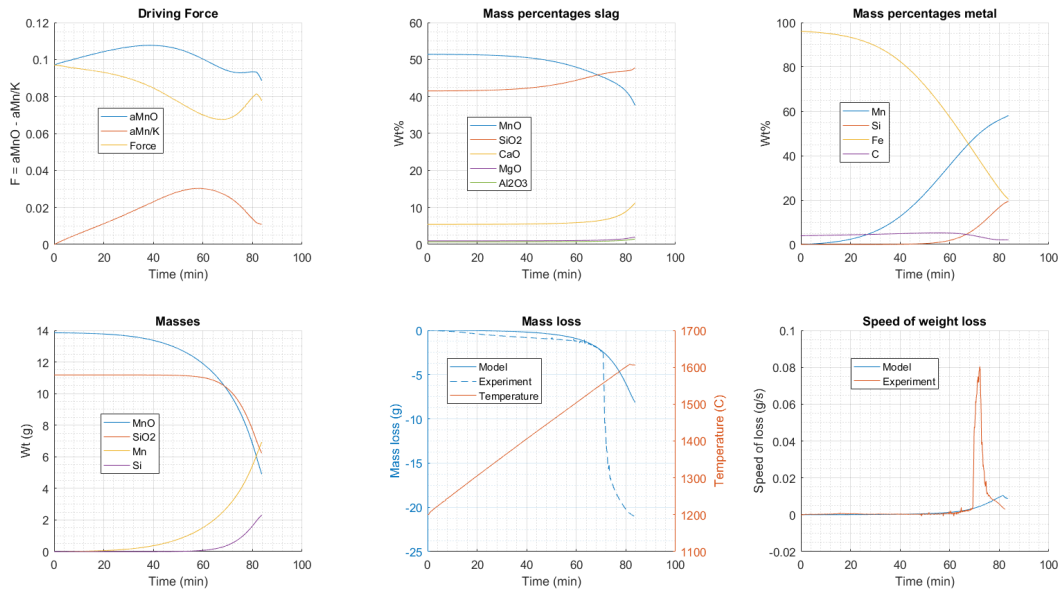 Driving Force
0.12
0.1
0.08
0.06
0.04
0.02
0
F = aMnO - aMn/K
aMnO
aMn/K
Force
0 20 40 60 80 100
Time (min)
Mass percentages slag
60
50
40
30
20
10
0
Wt%
MnO
SiO2
CaO
MgO
Al2O3
0 20 40 60 80 100
Time (min)
Mass percentages metal
100
80
60
40
20
0
Wt%
Mn
Si
Fe
C
0 20 40 60 80 100
Time (min)
Masses
14
12
10
8
6
4
2
0
Wt (g)
MnO
SiO2
Mn
Si
0 20 40 60 80 100
Time (min)
Mass loss
0
-5
-10
-15
-20
-25
Mass loss (g)
Model
Experiment
Temperature
1700
1600
1500
1400
1300
1200
1100
Temperature (C)
0 20 40 60 80 100
Time (min)
Speed of weight loss
0.1
0.08
0.06
0.04
0.02
0
-0.02
Speed of loss (g/s)
Model
Experiment
0 20 40 60 80 100
Time (min)